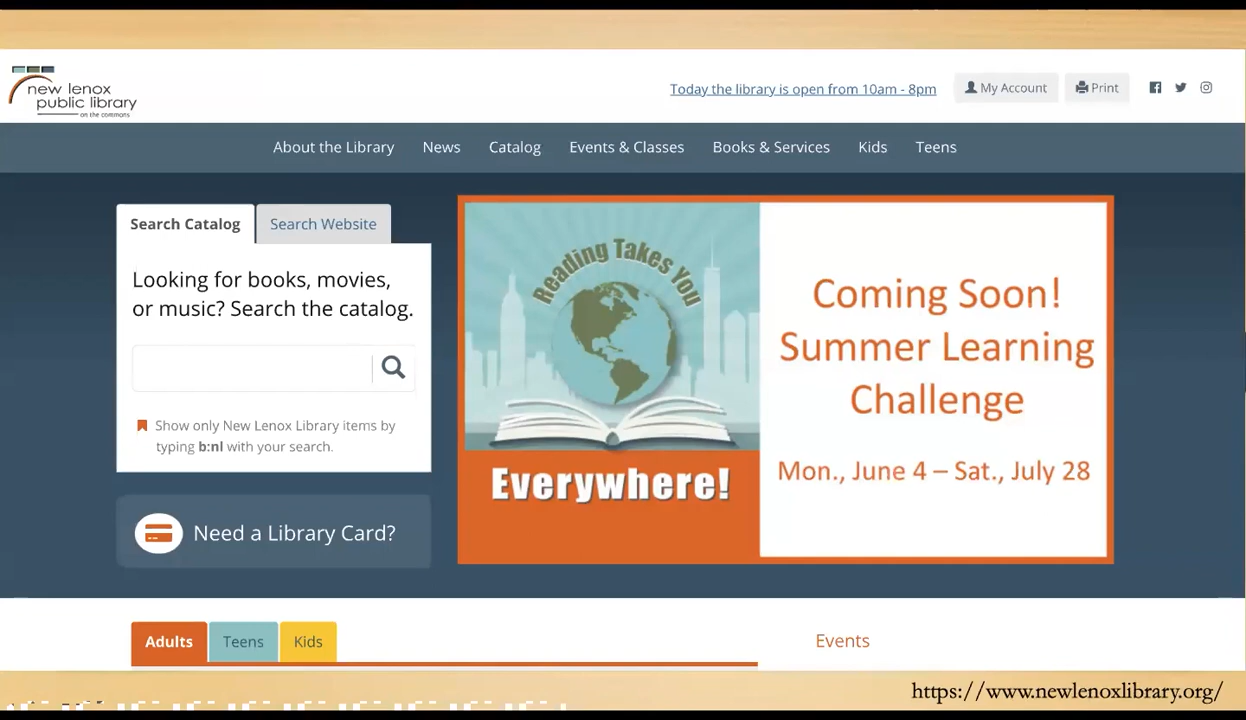 new lenox
public library
on the commons
Today the library is open from 10am - 8pm
My Account
Print
About the Library
News
Catalog
Events & Classes
Books & Services
Kids
Teens
Search Catalog
Search Website
Looking for books, movies,
or music? Search the catalog.
Show only New Lenox Library items by
typing b:nl with your search.
Need a Library Card?
Reading Takes You
Everywhere!
Coming Soon!
Summer Learning
Challenge
Mon., June 4 – Sat., July 28
Adults
Teens
Kids
Events
https://www.newlenoxlibrary.org/